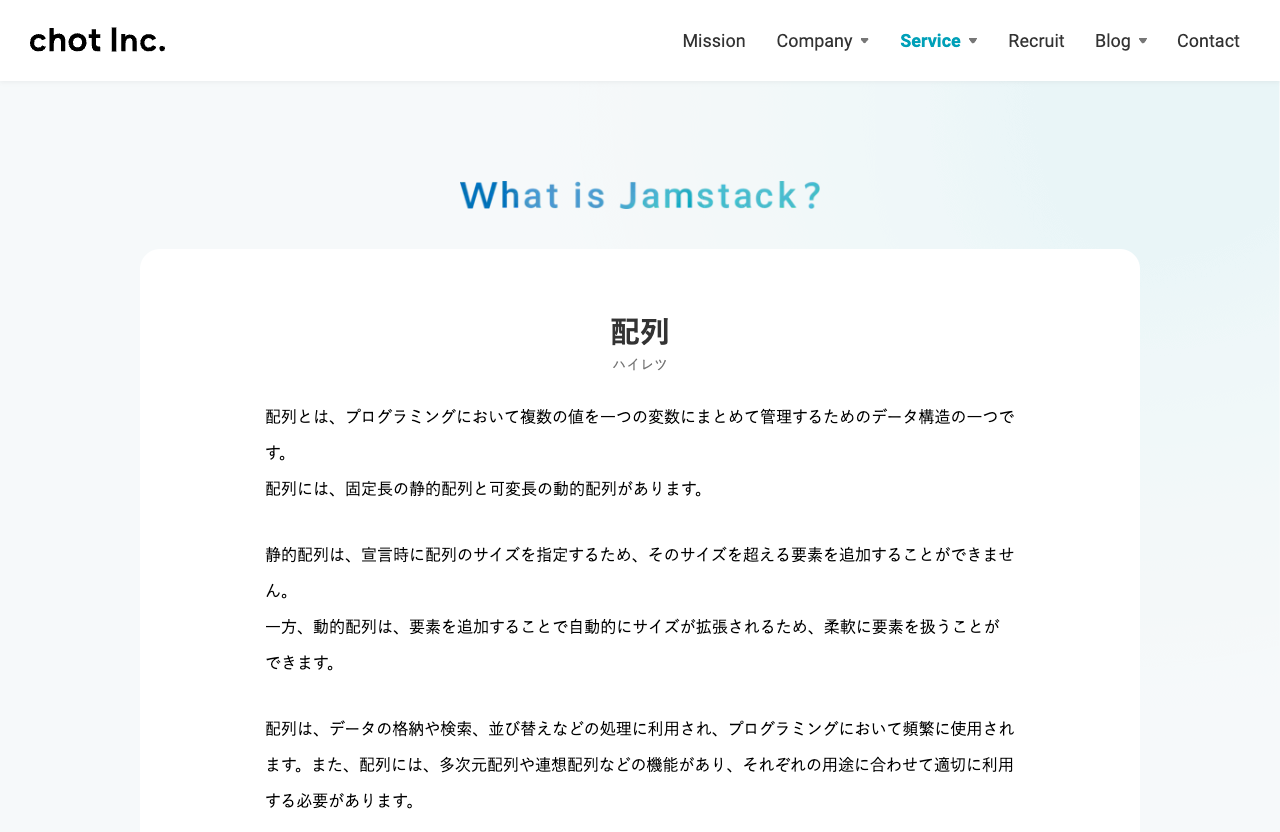 chot Inc.
Mission
Company
Service
Recruit
Blog
Contact
What is Jamstack?
配列
ハイレツ
配列とは、プログラミングにおいて複数の値を一つの変数にまとめて管理するためのデータ構造の一つで
す。
配列には、固定長の静的配列と可変長の動的配列があります。
静的配列は、宣言時に配列のサイズを指定するため、そのサイズを超える要素を追加することができませ
ん。
一方、動的配列は、要素を追加することで自動的にサイズが拡張されるため、柔軟に要素を扱うことが
できます。
配列は、データの格納や検索、並び替えなどの処理に利用され、プログラミングにおいて頻繁に使用され
ます。また、配列には、多次元配列や連想配列などの機能があり、それぞれの用途に合わせて適切に利用
する必要があります。